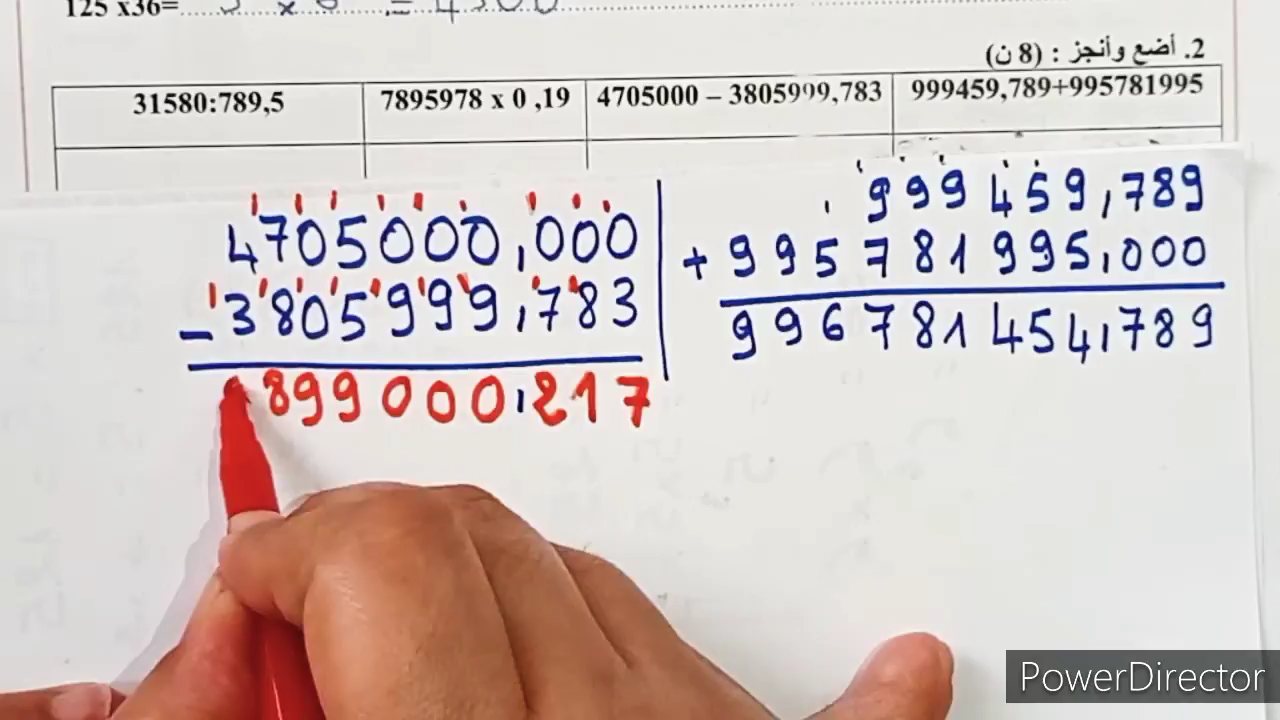 125 x36=
= 4500
2. أضع وأنجز : (8 ن)
31580:789,5 7895978 x 0 ,19 4705000 – 3805999,783 999459,789+995781995
999459,789
+ 995781995,000
996781454,789
4705000,000
- 3805999,783
899000,217
PowerDirector